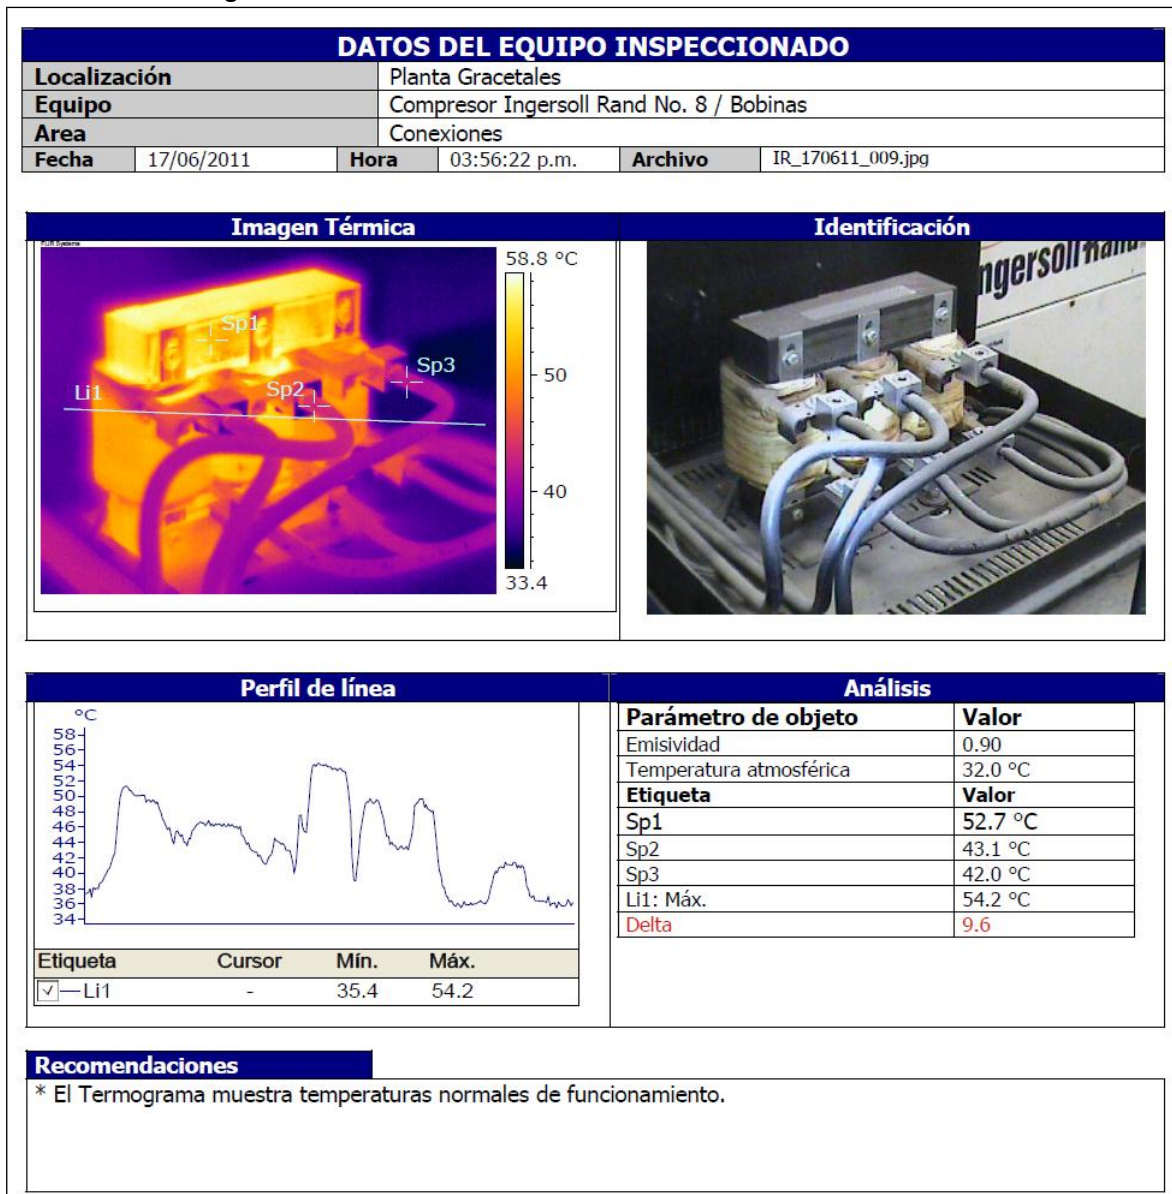 DATOS DEL EQUIPO INSPECCIONADO
Localización Planta Gracetales
Equipo Compresor Ingersoll Rand No. 8 / Bobinas
Area Conexiones
Fecha 17/06/2011 Hora 03:56:22 p.m. Archivo IR_170611_009.jpg
Imagen Térmica Identificación
FLIR Systems
58.8 °C
Sp1
Sp3
50
Li1
Sp2
40
33.4
ngersoll
Perfil de línea Análisis
°C
58
56
54
52
50
48
46
44
42
40
38
36
34
Etiqueta Cursor Mín. Máx.
Li1 - 35.4 54.2
Parámetro de objeto Valor
Emisividad 0.90
Temperatura atmosférica 32.0 °C
Etiqueta Valor
Sp1 52.7 °C
Sp2 43.1 °C
Sp3 42.0 °C
Li1: Máx. 54.2 °C
Delta 9.6
Recomendaciones
* El Termograma muestra temperaturas normales de funcionamiento.